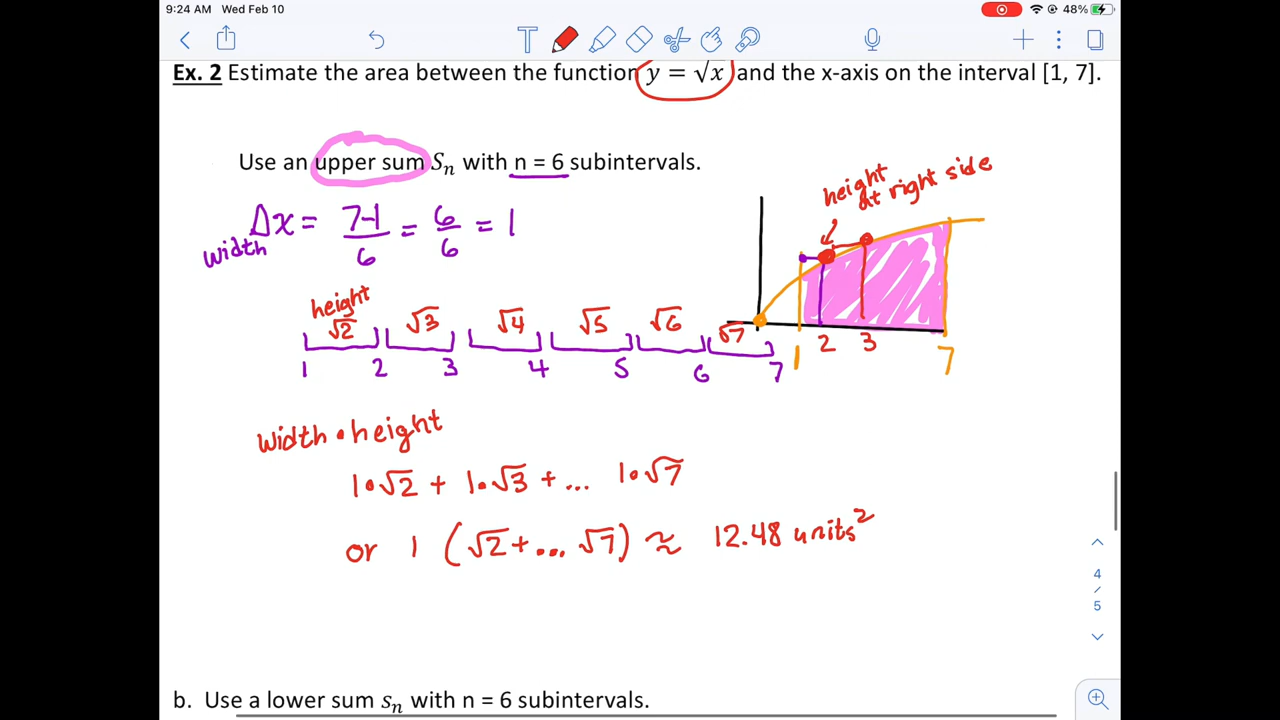 9:24 AM Wed Feb 10
48%
Ex. 2 Estimate the area between the function y = √x and the x-axis on the interval [1, 7].
Use an upper sum Sₙ with n = 6 subintervals.
height at right side
Δx = 7-1/6 = 6/6 = 1
width
height
√2 √3 √4 √5 √6 √7
1 2 3 4 5 6 7
1 2 3 7
width • height
1•√2 + 1•√3 + ... 1•√7
or 1 (√2+... √7) ≈ 12.48 units²
4
/
5
b. Use a lower sum sₙ with n = 6 subintervals.